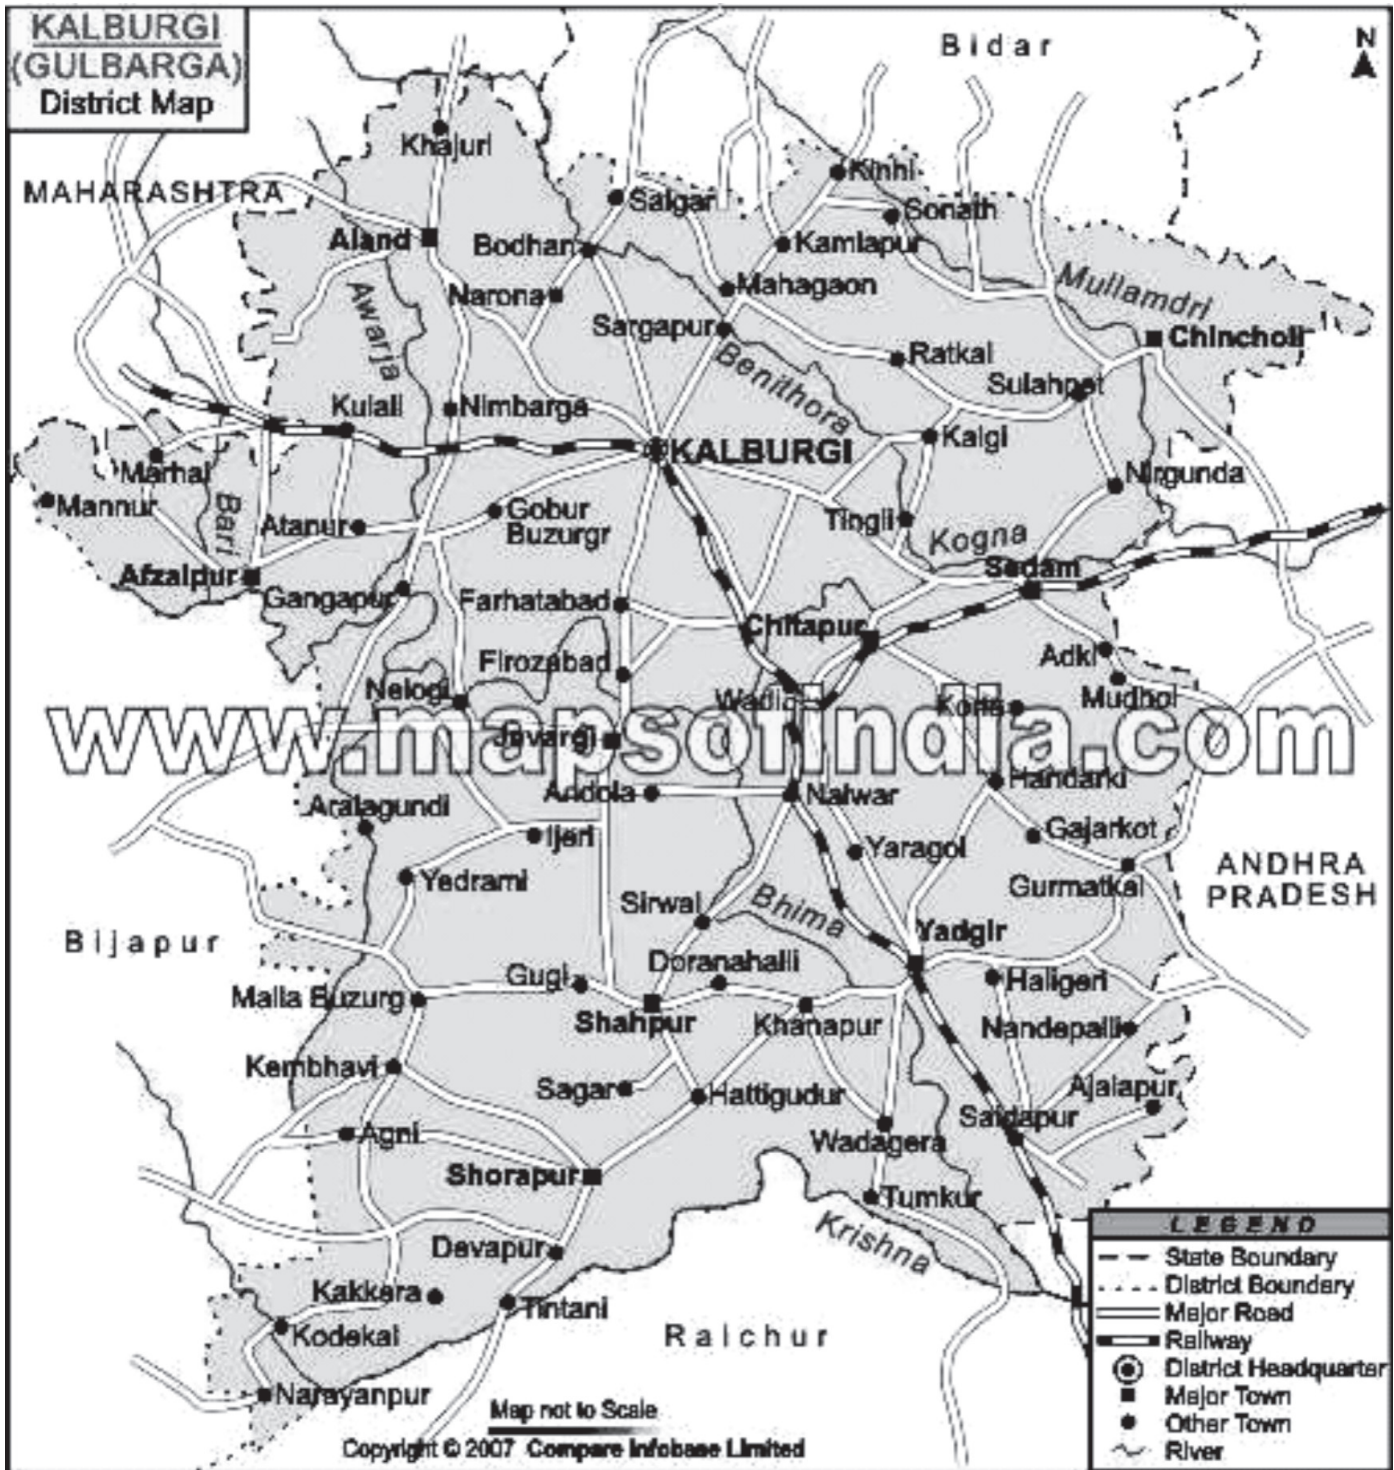 KALBURGI
(GULBARGA)
District Map
Bidar
N
Khajuri
MAHARASHTRA
Kinhi
Salgar
Sonath
Aland
Bodhan
Kamlapur
Mullamdri
Awarja
Narona
Mahagaon
Sargapur
Chincholi
Benithora
Ratkal
Sulahpet
Kulali
Nimbarga
Kalgi
KALBURGI
Marhal
Nirgunda
Mannur
Bari
Atanur
Gobur
Buzurgr
Tingli
Kogna
Afzalpur
Gangapur
Farhatabad
Sedam
Chitapur
Firozabad
Adki
Nelogi
Wadi
Mudhol
Kona
www.mapsofindia.com
Jevargi
Handarki
Aralagundi
Andola
Nalwar
Ijeri
Gajarkot
Yaragol
ANDHRA
PRADESH
Yedrami
Gurmatkal
Sirwal
Bhima
Bijapur
Yadgir
Gugi
Doranahalli
Haligeri
Malla Buzurg
Shahpur
Khanapur
Nandepalli
Kembhavi
Sagar
Hattigudur
Ajalapur
Saidapur
Agni
Wadagera
Shorapur
Tumkur
Krishna
Devapur
Kakkera
Tintani
Kodekal
Raichur
Narayanpur
LEGEND
State Boundary
District Boundary
Major Road
Railway
District Headquarter
Major Town
Other Town
River
Map not to Scale
Copyright © 2007 Compare Infobase Limited